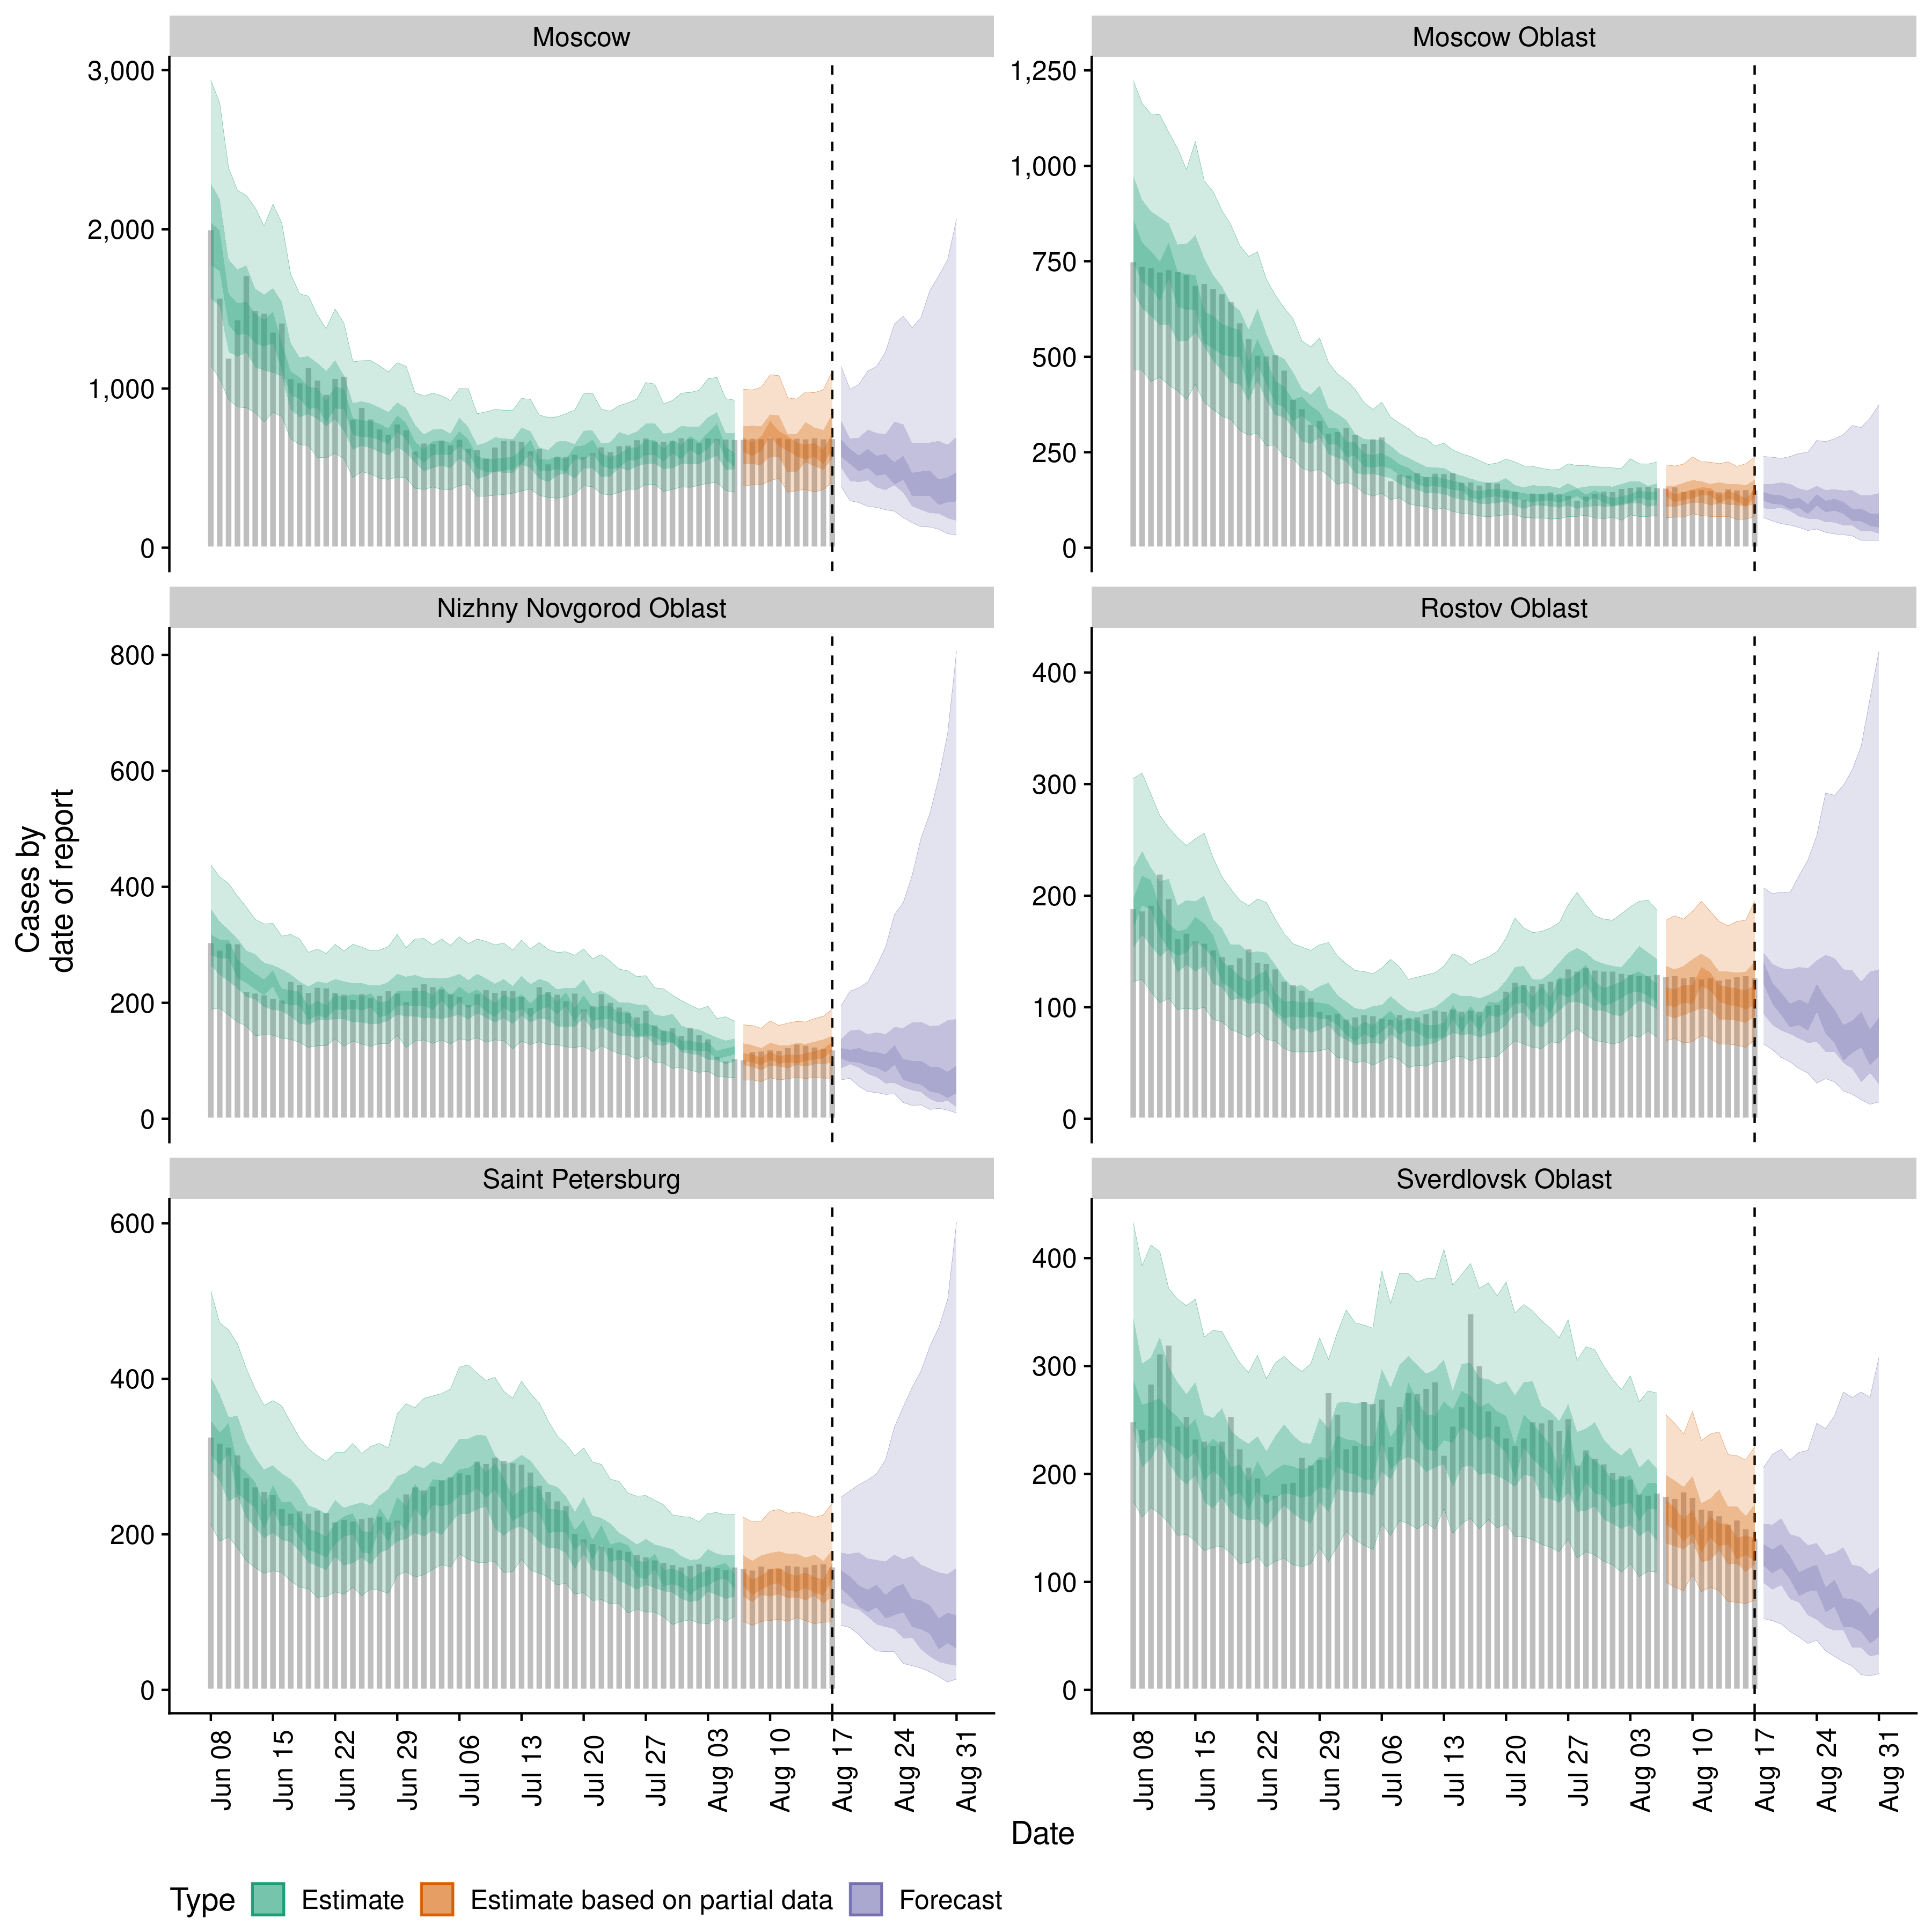 Moscow
Moscow Oblast
3,000
2,000
1,000
0
1,250
1,000
750
500
250
0
Nizhny Novgorod Oblast
Rostov Oblast
800
600
400
200
0
400
300
200
100
0
Cases by
date of report
Saint Petersburg
Sverdlovsk Oblast
600
400
200
0
400
300
200
100
0
Jun 08
Jun 15
Jun 22
Jun 29
Jul 06
Jul 13
Jul 20
Jul 27
Aug 03
Aug 10
Aug 17
Aug 24
Aug 31
Jun 08
Jun 15
Jun 22
Jun 29
Jul 06
Jul 13
Jul 20
Jul 27
Aug 03
Aug 10
Aug 17
Aug 24
Aug 31
Date
Type Estimate Estimate based on partial data Forecast